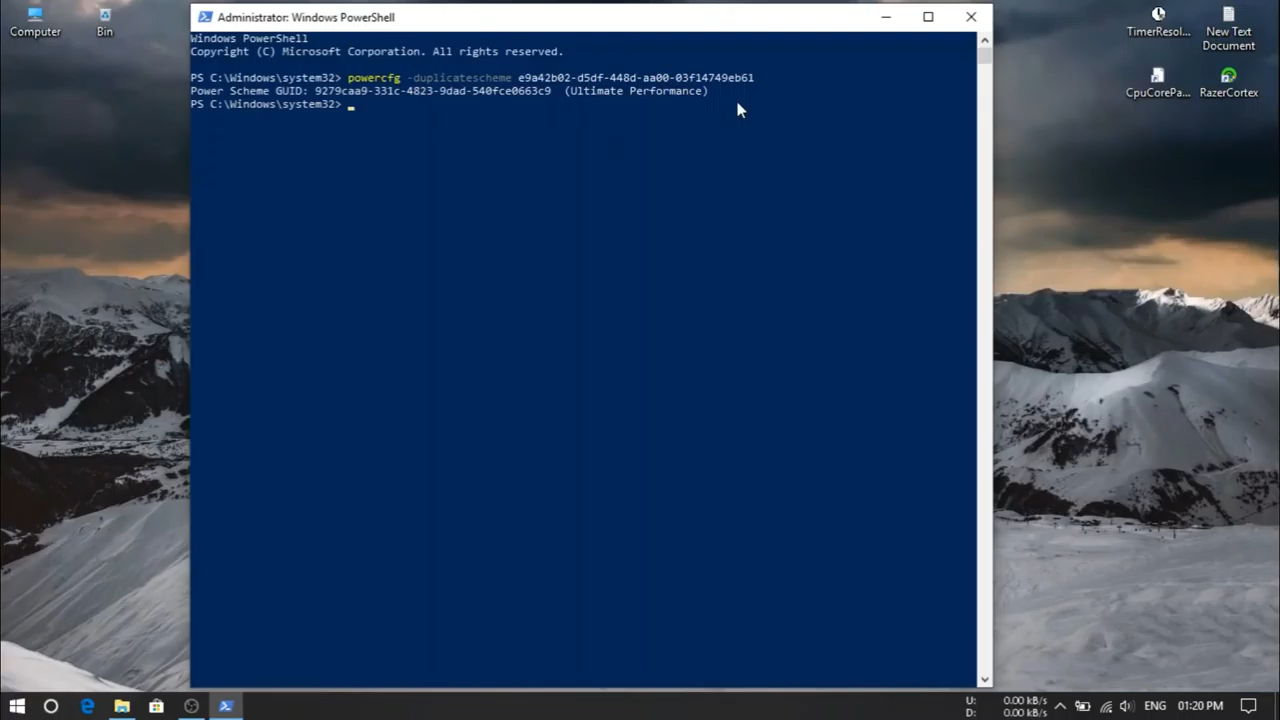 Administrator: Windows PowerShell
Windows PowerShell
Copyright (C) Microsoft Corporation. All rights reserved.
PS C:\Windows\system32> powercfg -duplicatescheme e9a42b02-d5df-448d-aa00-03f14749eb61
Power Scheme GUID: 9279caa9-331c-4823-9dad-540fce0663c9 (Ultimate Performance)
PS C:\Windows\system32>
Computer
Bin
TimerResol...
New Text
Document
CpuCorePa...
RazerCortex
U: 0.00 kB/s
D: 0.00 kB/s
ENG
01:20 PM